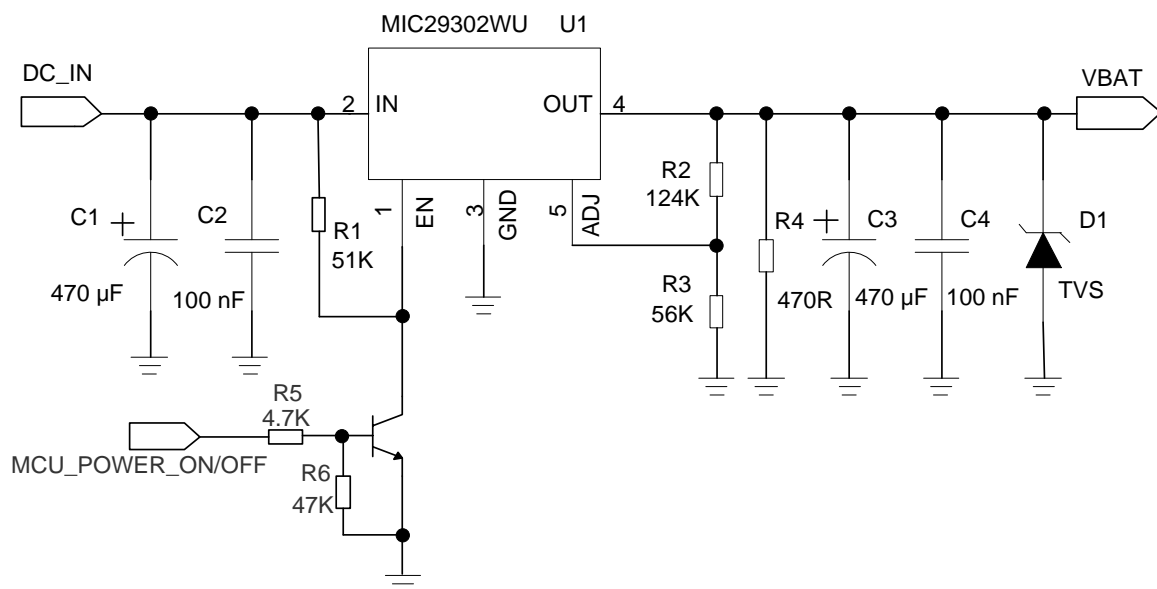 MIC29302WU U1
DC_IN
VBAT
2 IN
OUT 4
1
EN
3
GND
5
ADJ
R2
124K
C1 +
C2
R1
51K
R4
+ C3
C4
D1
470 µF
100 nF
R3
56K
470R
470 µF
100 nF
TVS
R5
4.7K
MCU_POWER_ON/OFF
R6
47K